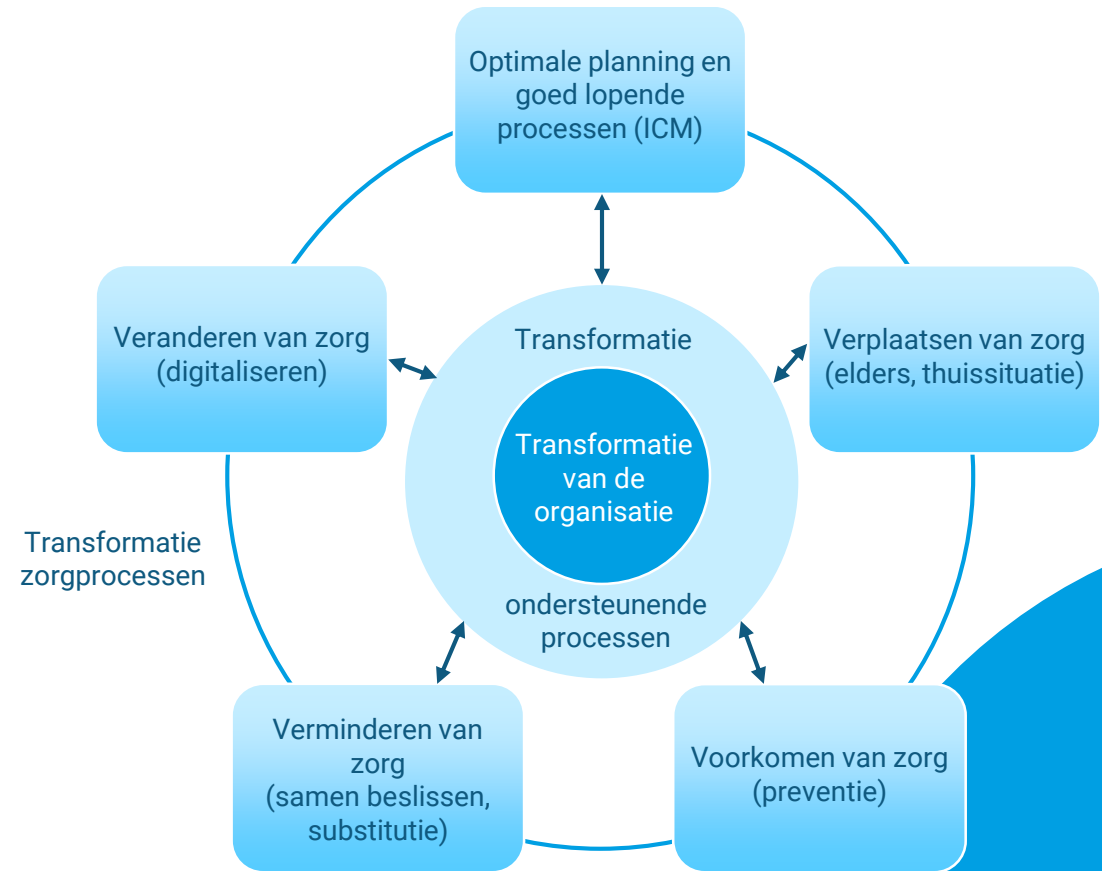 Optimale planning en
goed lopende
processen (ICM)
Veranderen van zorg
(digitaliseren)
Transformatie
Verplaatsen van zorg
(elders, thuissituatie)
Transformatie
van de
organisatie
Transformatie
zorgprocessen
ondersteunende
processen
Verminderen van
zorg
(samen beslissen,
substitutie)
Voorkomen van zorg
(preventie)